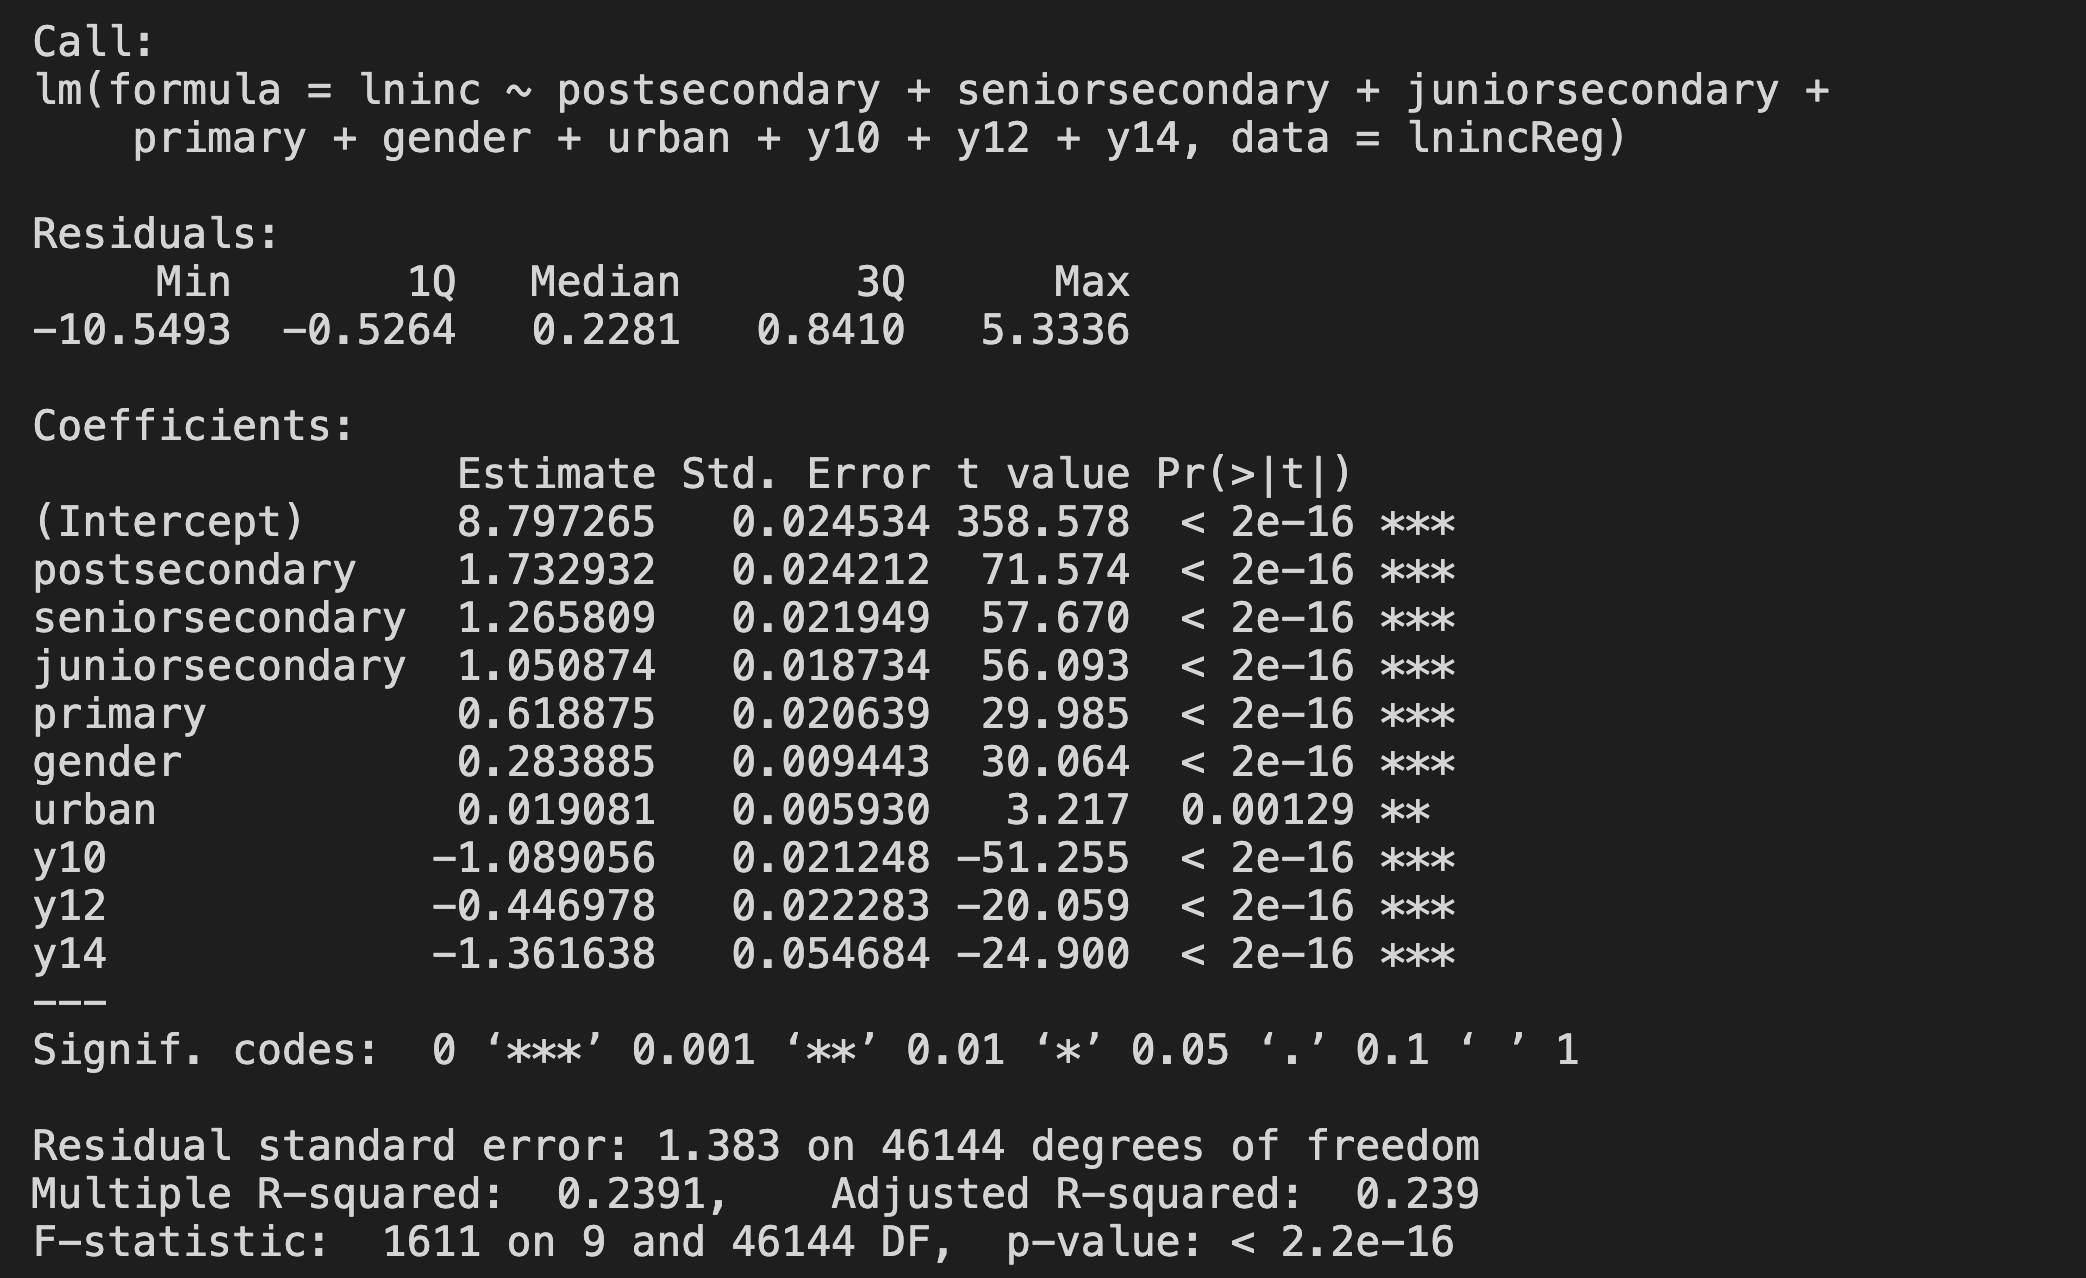 Call:
lm(formula = lninc ~ postsecondary + seniorsecondary + juniorsecondary +
    primary + gender + urban + y10 + y12 + y14, data = lnincReg)

Residuals:
     Min       1Q   Median       3Q      Max
-10.5493  -0.5264   0.2281   0.8410   5.3336

Coefficients:
                 Estimate Std. Error t value Pr(>|t|)
(Intercept)      8.797265   0.024534 358.578  < 2e-16 ***
postsecondary    1.732932   0.024212  71.574  < 2e-16 ***
seniorsecondary  1.265809   0.021949  57.670  < 2e-16 ***
juniorsecondary  1.050874   0.018734  56.093  < 2e-16 ***
primary          0.618875   0.020639  29.985  < 2e-16 ***
gender           0.283885   0.009443  30.064  < 2e-16 ***
urban            0.019081   0.005930   3.217  0.00129 **
y10             -1.089056   0.021248 -51.255  < 2e-16 ***
y12             -0.446978   0.022283 -20.059  < 2e-16 ***
y14             -1.361638   0.054684 -24.900  < 2e-16 ***
---
Signif. codes:  0 ‘***’ 0.001 ‘**’ 0.01 ‘*’ 0.05 ‘.’ 0.1 ‘ ’ 1

Residual standard error: 1.383 on 46144 degrees of freedom
Multiple R-squared:  0.2391,    Adjusted R-squared:  0.239
F-statistic:  1611 on 9 and 46144 DF,  p-value: < 2.2e-16